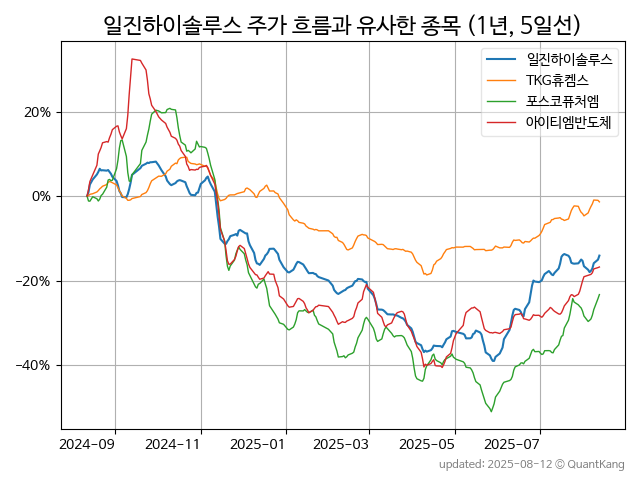 일진하이솔루스 주가 흐름과 유사한 종목 (1년, 5일선)
일진하이솔루스
TKG휴켐스
포스코퓨처엠
아이티엠반도체
20%
0%
−20%
−40%
2024-09 2024-11 2025-01 2025-03 2025-05 2025-07
updated: 2025-08-12 © QuantKang